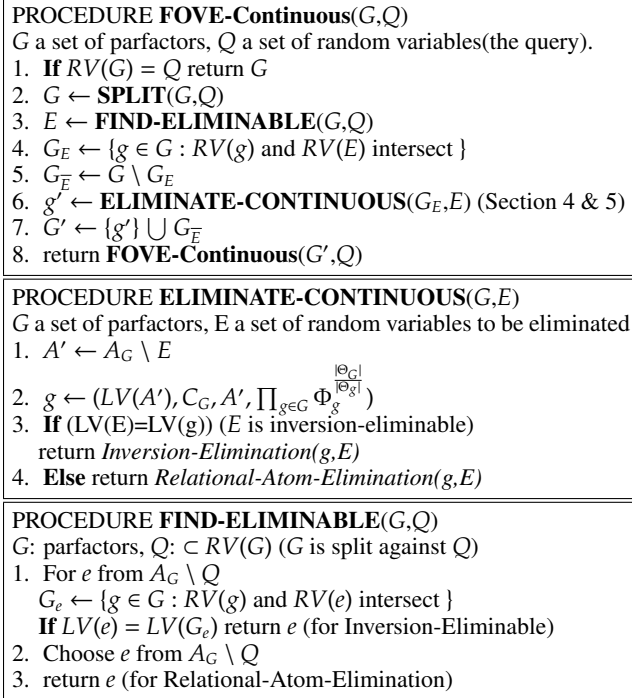 PROCEDURE FOVE-Continuous(G,Q)
G a set of parfactors, Q a set of random variables(the query).
1. If RV(G) = Q return G
2. G ← SPLIT(G,Q)
3. E ← FIND-ELIMINABLE(G,Q)
4. G_E ← {g ∈ G : RV(g) and RV(E) intersect }
5. G_E̅ ← G \ G_E
6. g′ ← ELIMINATE-CONTINUOUS(G_E,E) (Section 4 & 5)
7. G′ ← {g′} ⋃ G_E̅
8. return FOVE-Continuous(G′,Q)
PROCEDURE ELIMINATE-CONTINUOUS(G,E)
G a set of parfactors, E a set of random variables to be eliminated
1. A′ ← A_G \ E
2. g ← (LV(A′), C_G, A′, ∏_{g∈G} Φ_g^{|Θ_G|/|Θ_g|})
3. If (LV(E)=LV(g)) (E is inversion-eliminable)
return Inversion-Elimination(g,E)
4. Else return Relational-Atom-Elimination(g,E)
PROCEDURE FIND-ELIMINABLE(G,Q)
G: parfactors, Q: ⊂ RV(G) (G is split against Q)
1. For e from A_G \ Q
G_e ← {g ∈ G : RV(g) and RV(e) intersect }
If LV(e) = LV(G_e) return e (for Inversion-Eliminable)
2. Choose e from A_G \ Q
3. return e (for Relational-Atom-Elimination)